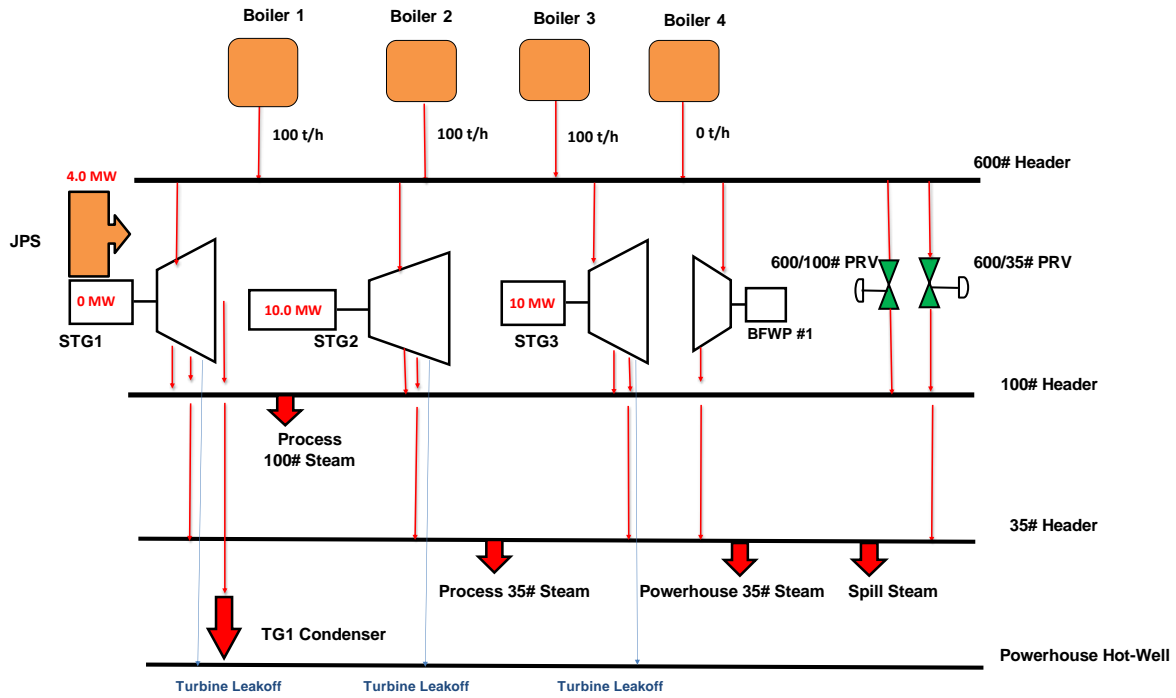 Boiler 1
Boiler 2
Boiler 3
Boiler 4
100 t/h
100 t/h
100 t/h
0 t/h
600# Header
4.0 MW
JPS
600/100# PRV
600/35# PRV
0 MW
10.0 MW
10 MW
STG1
STG2
STG3
BFWP #1
100# Header
Process
100# Steam
35# Header
Process 35# Steam
Powerhouse 35# Steam
Spill Steam
TG1 Condenser
Powerhouse Hot-Well
Turbine Leakoff
Turbine Leakoff
Turbine Leakoff